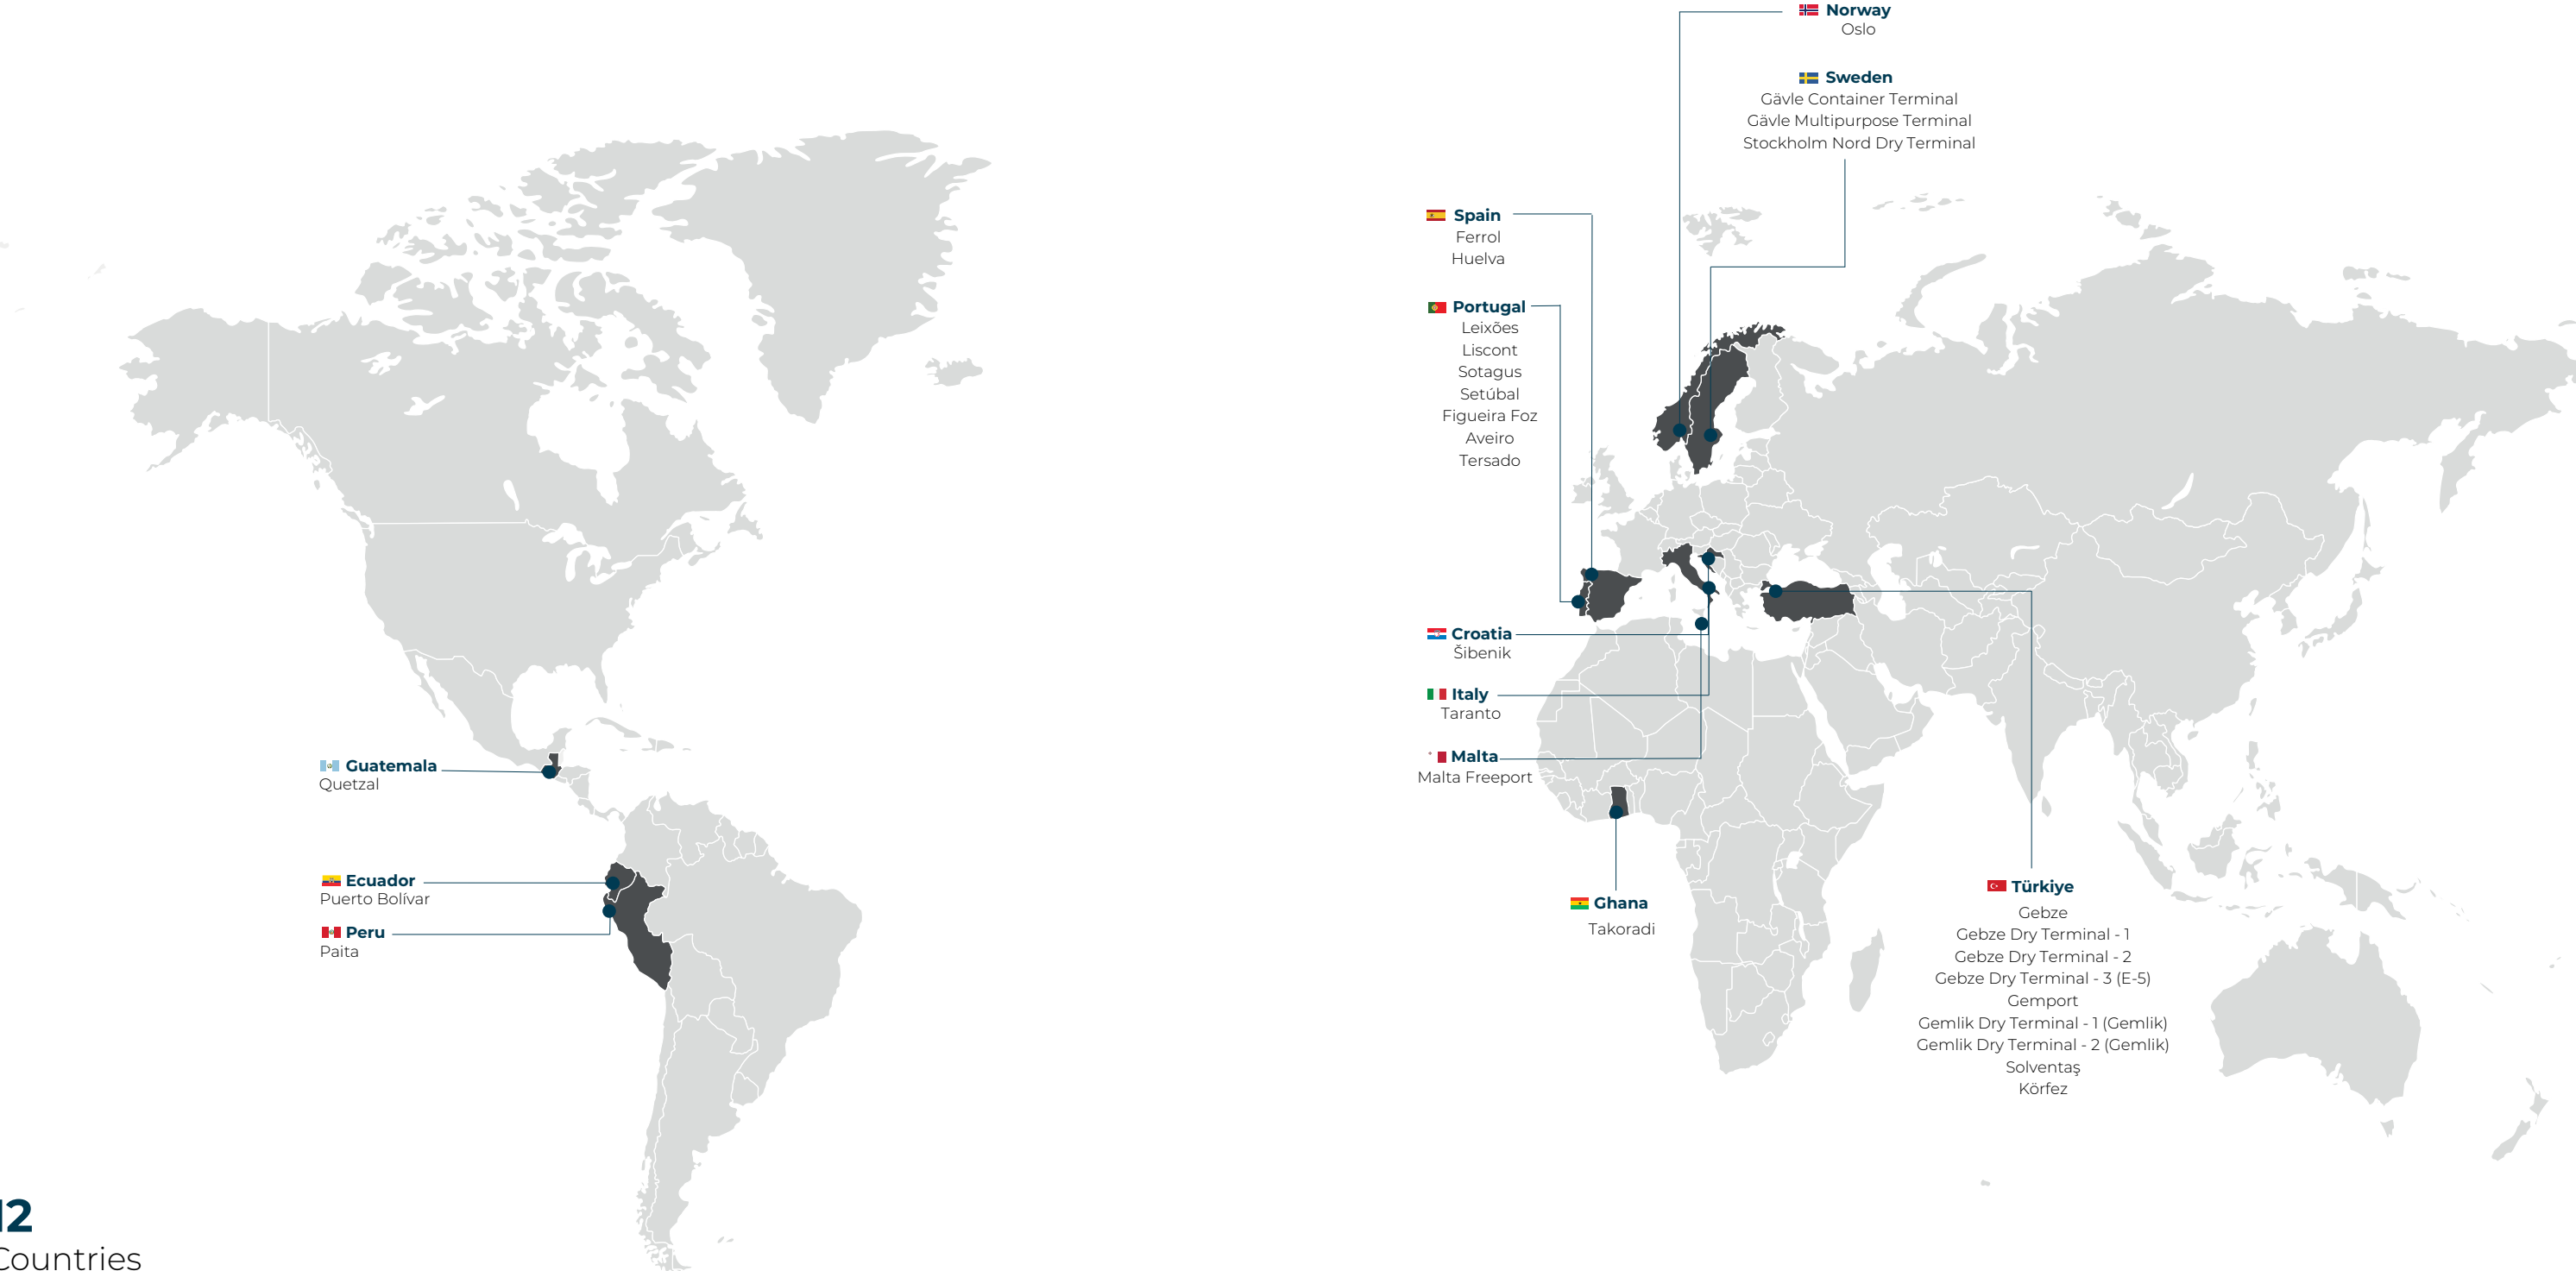 Norway
Oslo
Sweden
Gävle Container Terminal
Gävle Multipurpose Terminal
Stockholm Nord Dry Terminal
Spain
Ferrol
Huelva
Portugal
Leixões
Liscont
Sotagus
Setúbal
Figueira Foz
Aveiro
Tersado
Croatia
Šibenik
Italy
Taranto
Malta
Malta Freeport
Guatemala
Quetzal
Ecuador
Puerto Bolívar
Peru
Paita
Ghana
Takoradi
Türkiye
Gebze
Gebze Dry Terminal - 1
Gebze Dry Terminal - 2
Gebze Dry Terminal - 3 (E-5)
Gemport
Gemlik Dry Terminal - 1 (Gemlik)
Gemlik Dry Terminal - 2 (Gemlik)
Solventaş
Körfez
12
Countries